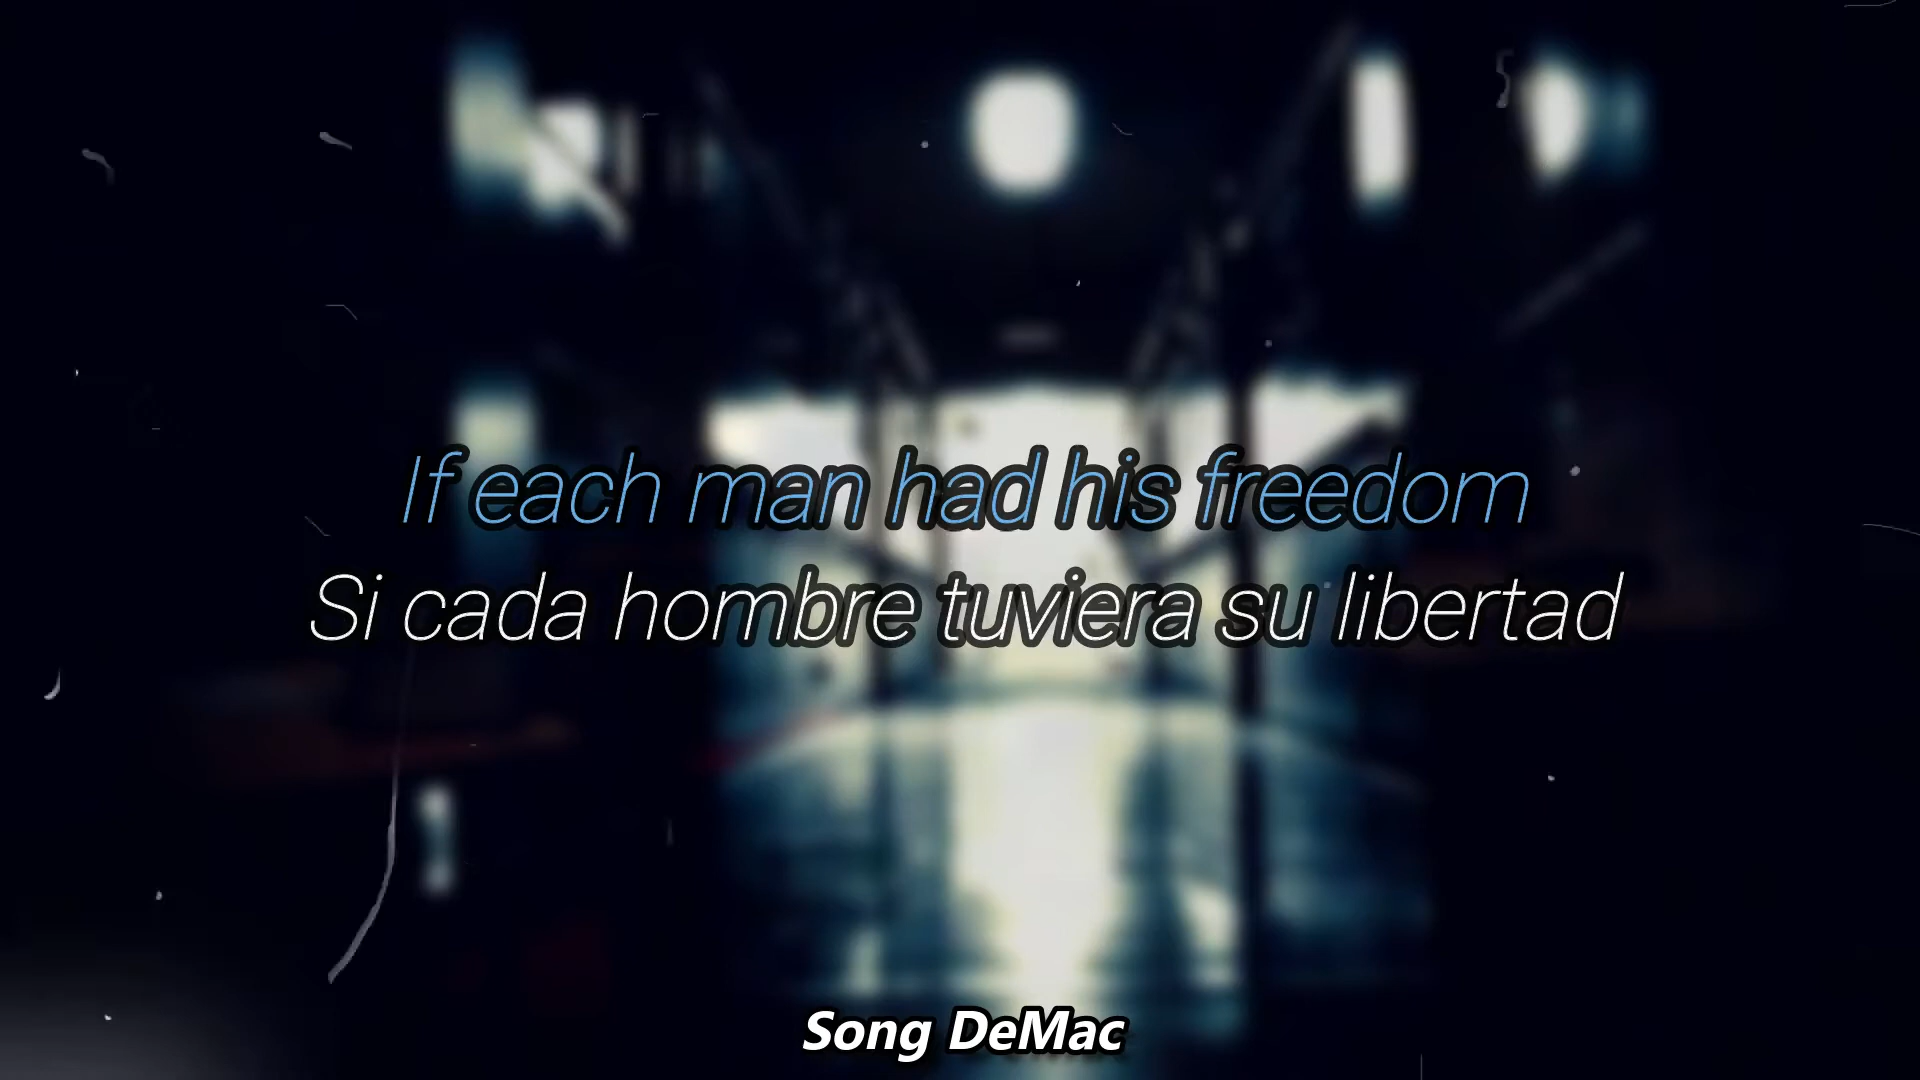 If each man had his freedom
Si cada hombre tuviera su libertad
Song DeMac